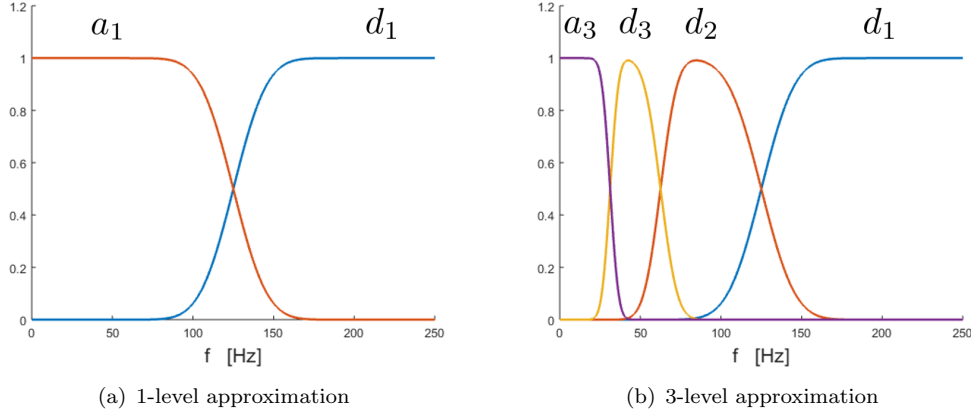 a₁ d₁
1.2
1
0.8
0.6
0.4
0.2
0
0 50 100 150 200 250
f [Hz]
(a) 1-level approximation
a₃ d₃ d₂ d₁
1.2
1
0.8
0.6
0.4
0.2
0
0 50 100 150 200 250
f [Hz]
(b) 3-level approximation